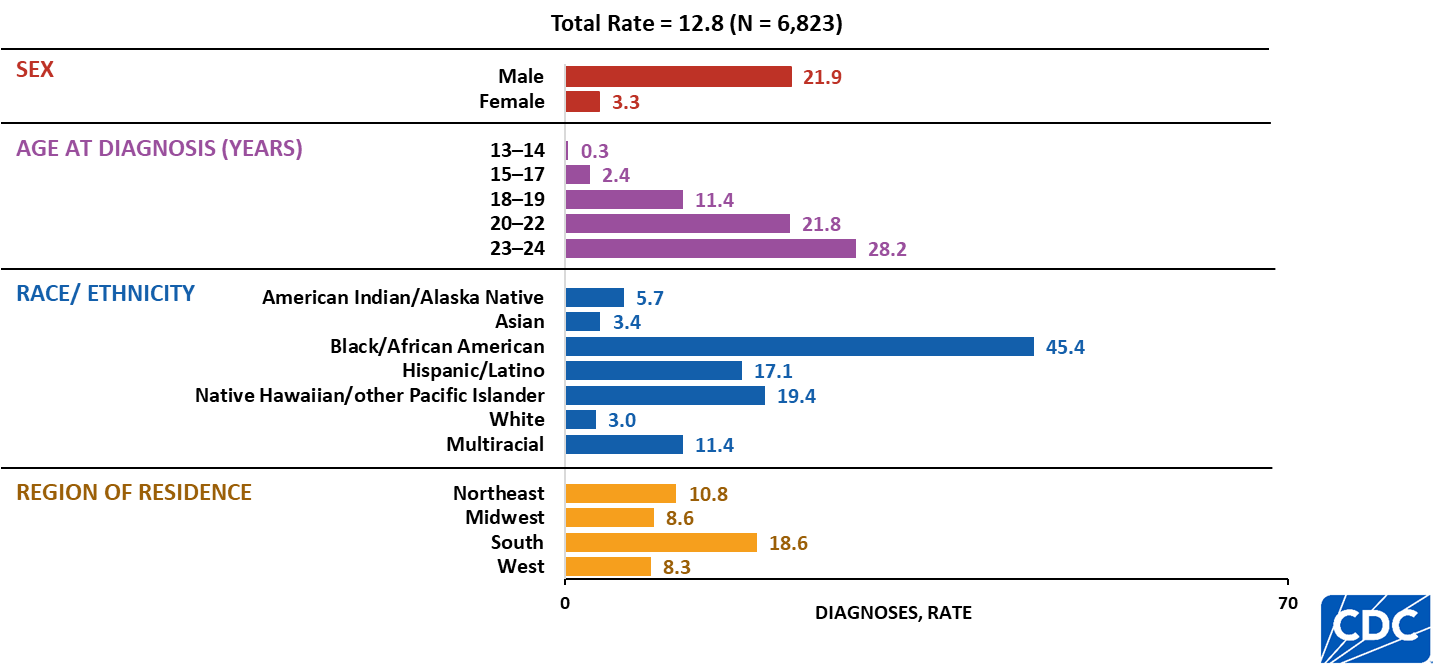 Total Rate = 12.8 (N = 6,823)
SEX
Male 21.9
Female 3.3
AGE AT DIAGNOSIS (YEARS)
13–14 0.3
15–17 2.4
18–19 11.4
20–22 21.8
23–24 28.2
RACE/ ETHNICITY
American Indian/Alaska Native 5.7
Asian 3.4
Black/African American 45.4
Hispanic/Latino 17.1
Native Hawaiian/other Pacific Islander 19.4
White 3.0
Multiracial 11.4
REGION OF RESIDENCE
Northeast 10.8
Midwest 8.6
South 18.6
West 8.3
0 70
DIAGNOSES, RATE
CDC